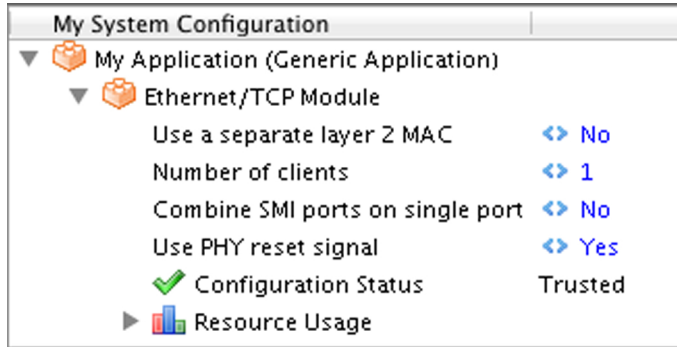 My System Configuration
My Application (Generic Application)
Ethernet/TCP Module
Use a separate layer 2 MAC <> No
Number of clients <> 1
Combine SMI ports on single port <> No
Use PHY reset signal <> Yes
Configuration Status Trusted
Resource Usage